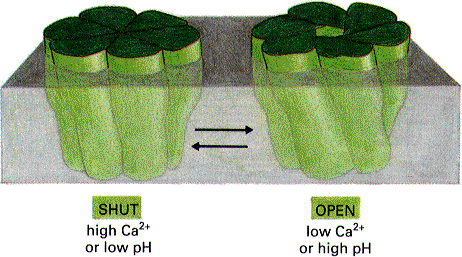 SHUT
high Ca²⁺
or low pH
OPEN
low Ca²⁺
or high pH